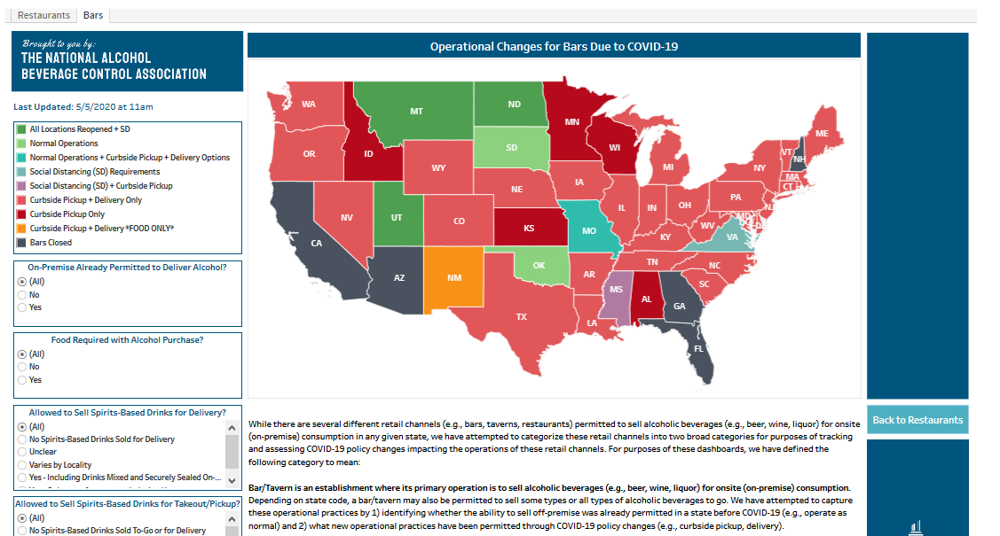 Restaurants
Bars
Brought to you by:
THE NATIONAL ALCOHOL
BEVERAGE CONTROL ASSOCIATION
Last Updated: 5/5/2020 at 11am
All Locations Reopened + SD
Normal Operations
Normal Operations + Curbside Pickup + Delivery Options
Social Distancing (SD) Requirements
Social Distancing (SD) + Curbside Pickup
Curbside Pickup + Delivery Only
Curbside Pickup Only
Curbside Pickup + Delivery *FOOD ONLY*
Bars Closed
On-Premise Already Permitted to Deliver Alcohol?
(All)
No
Yes
Food Required with Alcohol Purchase?
(All)
No
Yes
Allowed to Sell Spirits-Based Drinks for Delivery?
(All)
No Spirits-Based Drinks Sold for Delivery
Unclear
Varies by Locality
Yes - Including Drinks Mixed and Securely Sealed On-...
Allowed to Sell Spirits-Based Drinks for Takeout/Pickup?
(All)
No Spirits-Based Drinks Sold To-Go or for Delivery
Operational Changes for Bars Due to COVID-19
WA
MT
ND
MN
ME
OR
ID
SD
WI
VT
NH
WY
MI
NY
MA
NE
IA
CT
NV
UT
CO
IL
IN
OH
PA
NJ
CA
KS
MO
WV
MD
KY
VA
AZ
NM
OK
AR
TN
NC
MS
AL
GA
SC
TX
LA
FL
While there are several different retail channels (e.g., bars, taverns, restaurants) permitted to sell alcoholic beverages (e.g., beer, wine, liquor) for onsite
(on-premise) consumption in any given state, we have attempted to categorize these retail channels into two broad categories for purposes of tracking
and assessing COVID-19 policy changes impacting the operations of these retail channels. For purposes of these dashboards, we have defined the
following category to mean:
Bar/Tavern is an establishment where its primary operation is to sell alcoholic beverages (e.g., beer, wine, liquor) for onsite (on-premise) consumption.
Depending on state code, a bar/tavern may also be permitted to sell some types or all types of alcoholic beverages to go. We have attempted to capture
these operational practices by 1) identifying whether the ability to sell off-premise was already permitted in a state before COVID-19 (e.g., operate as
normal) and 2) what new operational practices have been permitted through COVID-19 policy changes (e.g., curbside pickup, delivery).
Back to Restaurants